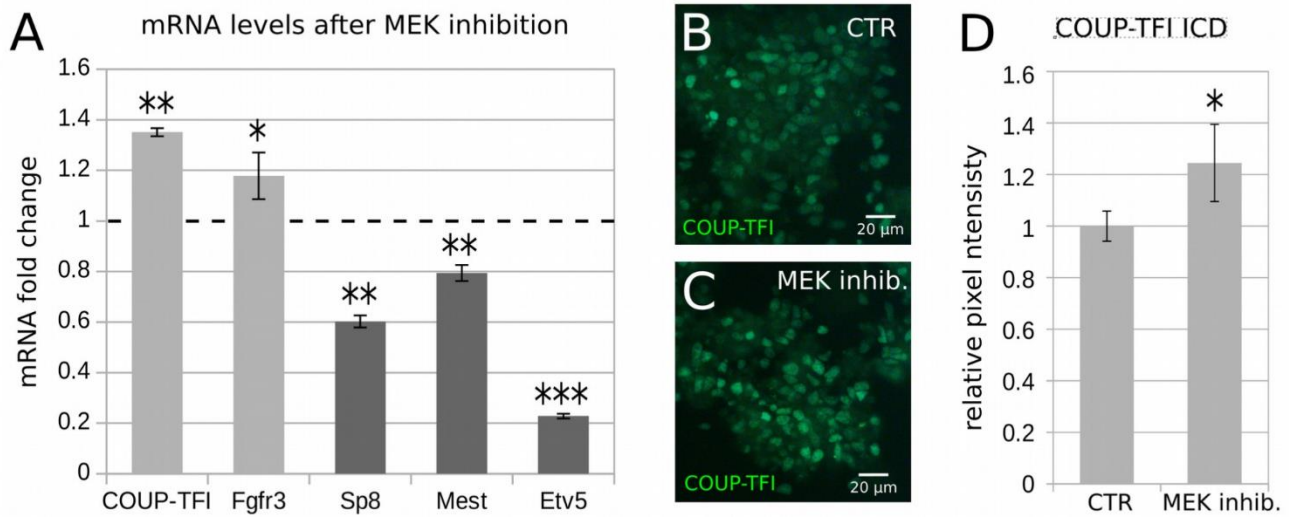 A
mRNA levels after MEK inhibition
mRNA fold change
1.6
1.4
1.2
1
0.8
0.6
0.4
0.2
0
**
*
**
**
***
COUP-TFI Fgfr3 Sp8 Mest Etv5
B CTR
COUP-TFI 20 µm
C MEK inhib.
COUP-TFI 20 µm
D COUP-TFI ICD
relative pixel ntensisty
1.6
1.4
1.2
1
0.8
0.6
0.4
0.2
0
*
CTR MEK inhib.